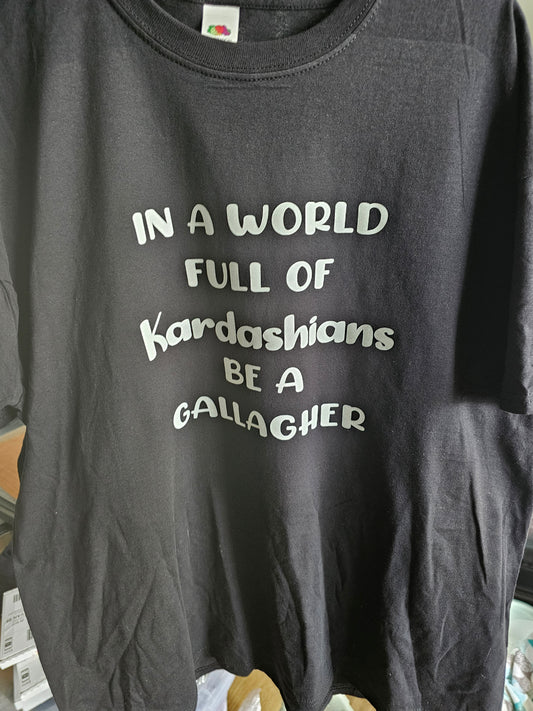 IN A WORLD
FULL OF
Kardashians
BE A
GALLAGHER